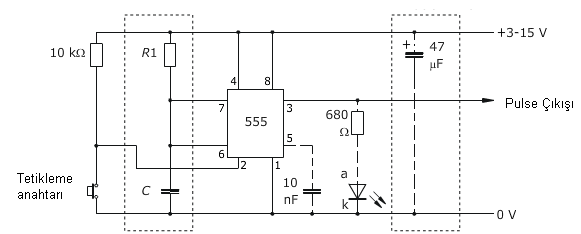 +3-15 V
10 kΩ
R1
+
47
µF
4
8
7
3
Pulse Çıkışı
555
680
Ω
5
6
2
1
Tetikleme
anahtarı
C
10
nF
a
k
0 V